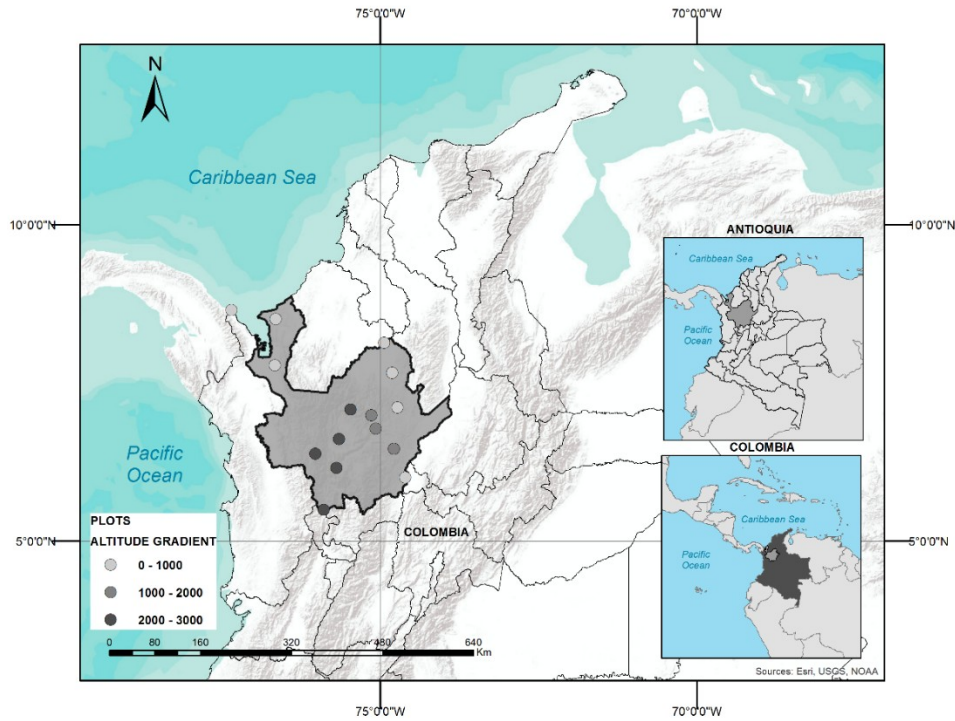 75°0'0"W
70°0'0"W
N
Caribbean Sea
10°0'0"N
10°0'0"N
ANTIOQUIA
Caribbean Sea
Pacific
Ocean
Pacific
Ocean
COLOMBIA
Caribbean Sea
Pacific
Ocean
COLOMBIA
PLOTS
ALTITUDE GRADIENT
0 - 1000
1000 - 2000
2000 - 3000
5°0'0"N
5°0'0"N
0 40 80 160 320 480 640
Km
Sources: Esri, USGS, NOAA
75°0'0"W
70°0'0"W